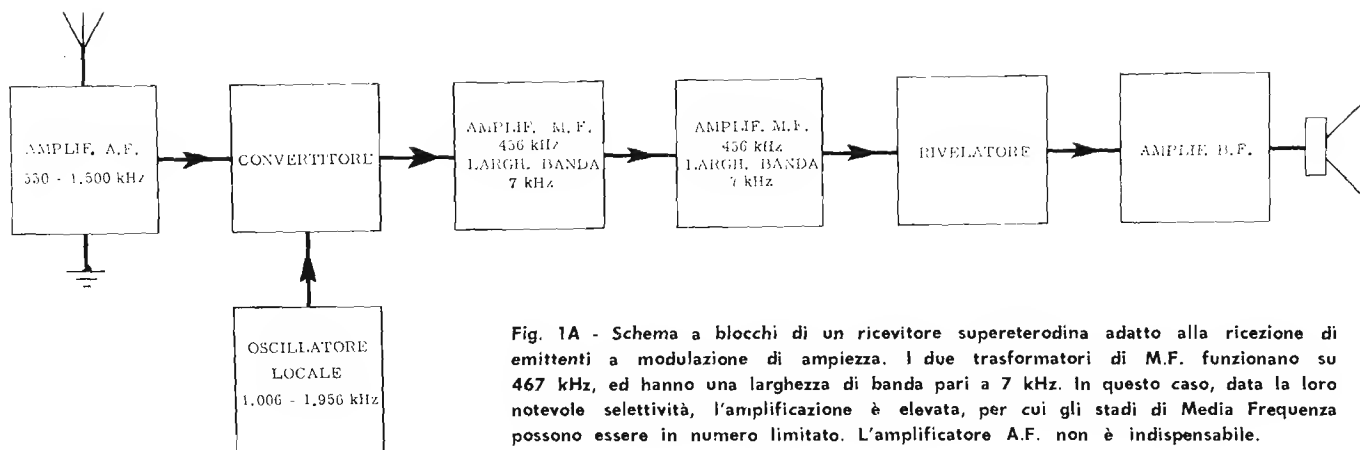 AMPLIF. A.F.
550 - 1.500 kHz
CONVERTITORE
AMPLIF. M.F.
456 kHz
LARGH. BANDA
7 kHz
AMPLIF. M.F.
456 kHz
LARGH. BANDA
7 kHz
RIVELATORE
AMPLIF. B.F.
OSCILLATORE
LOCALE
1.006 - 1.956 kHz
Fig. 1A - Schema a blocchi di un ricevitore supereterodina adatto alla ricezione di
emittenti a modulazione di ampiezza. I due trasformatori di M.F. funzionano su
467 kHz, ed hanno una larghezza di banda pari a 7 kHz. In questo caso, data la loro
notevole selettività, l'amplificazione è elevata, per cui gli stadi di Media Frequenza
possono essere in numero limitato. L'amplificatore A.F. non è indispensabile.